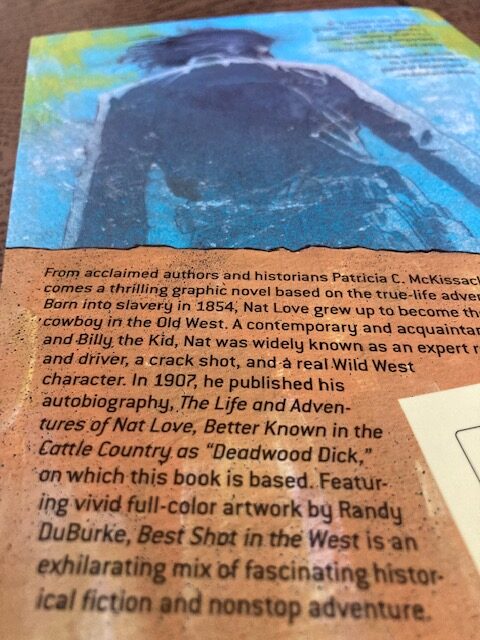 From acclaimed authors and historians Patricia C. McKissac
comes a thrilling graphic novel based on the true-life adve
Born into slavery in 1854, Nat Love grew up to become th
cowboy in the Old West. A contemporary and acquainta
and Billy the Kid, Nat was widely known as an expert r
and driver, a crack shot, and a real Wild West
character. In 1907, he published his
autobiography, The Life and Adven-
tures of Nat Love, Better Known in the
Cattle Country as “Deadwood Dick,”
on which this book is based. Featur-
ing vivid full-color artwork by Randy
DuBurke, Best Shot in the West is an
exhilarating mix of fascinating histor-
ical fiction and nonstop adventure.